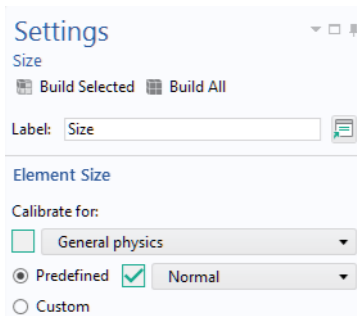 Settings
Size
Build Selected Build All
Label: Size
Element Size
Calibrate for:
General physics
Predefined Normal
Custom